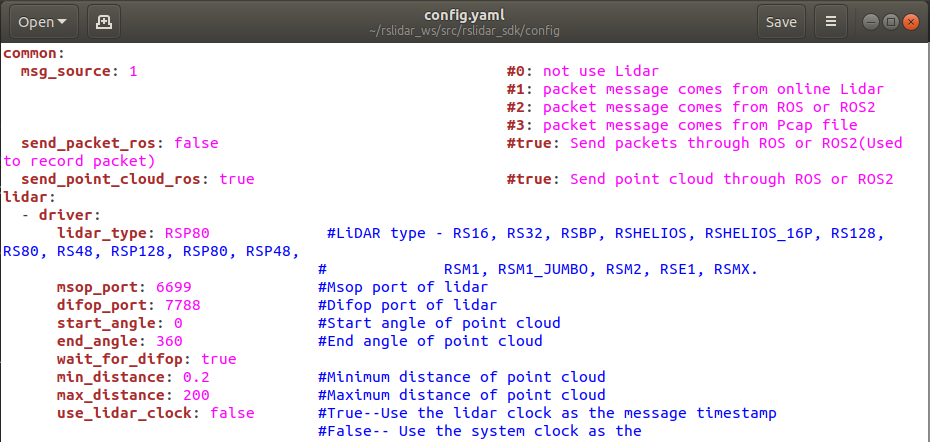 Open
config.yaml
~/rslidar_ws/src/rslidar_sdk/config
Save
common:
msg_source: 1 #0: not use Lidar
#1: packet message comes from online Lidar
#2: packet message comes from ROS or ROS2
#3: packet message comes from Pcap file
send_packet_ros: false #true: Send packets through ROS or ROS2(Used
to record packet)
send_point_cloud_ros: true #true: Send point cloud through ROS or ROS2
lidar:
- driver:
lidar_type: RSP80 #LiDAR type - RS16, RS32, RSBP, RSHELIOS, RSHELIOS_16P, RS128,
RS80, RS48, RSP128, RSP80, RSP48,
# RSM1, RSM1_JUMBO, RSM2, RSE1, RSMX.
msop_port: 6699 #Msop port of lidar
difop_port: 7788 #Difop port of lidar
start_angle: 0 #Start angle of point cloud
end_angle: 360 #End angle of point cloud
wait_for_difop: true
min_distance: 0.2 #Minimum distance of point cloud
max_distance: 200 #Maximum distance of point cloud
use_lidar_clock: false #True--Use the lidar clock as the message timestamp
#False-- Use the system clock as the